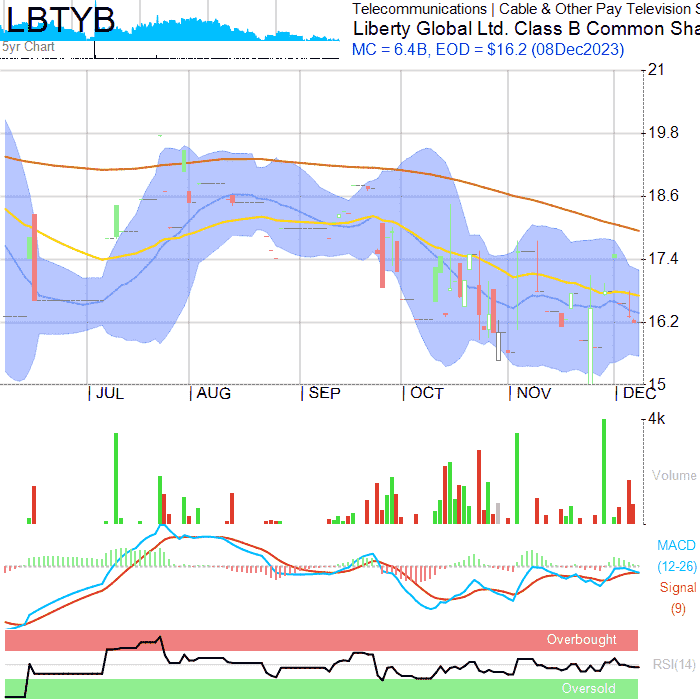 LBTYB
5yr Chart
Telecommunications | Cable & Other Pay Television S
Liberty Global Ltd. Class B Common Sha
MC = 6.4B, EOD = $16.2 (08Dec2023)
21
19.8
18.6
17.4
16.2
15
JUL AUG SEP OCT NOV DEC
4k
Volume
MACD
(12-26)
Signal
(9)
Overbought
RSI(14)
Oversold